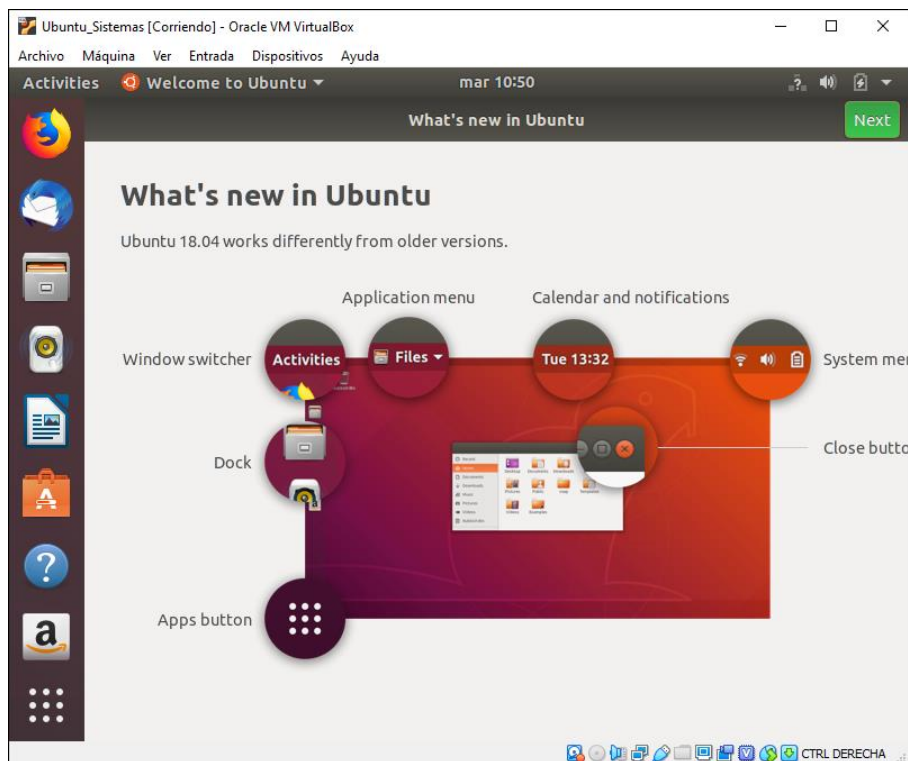 Ubuntu_Sistemas [Corriendo] - Oracle VM VirtualBox
Archivo Máquina Ver Entrada Dispositivos Ayuda
Activities Welcome to Ubuntu mar 10:50
What's new in Ubuntu Next
What's new in Ubuntu
Ubuntu 18.04 works differently from older versions.
Application menu Calendar and notifications
Window switcher Activities Files Tue 13:32 System men
Dock Close butto
Apps button
CTRL DERECHA